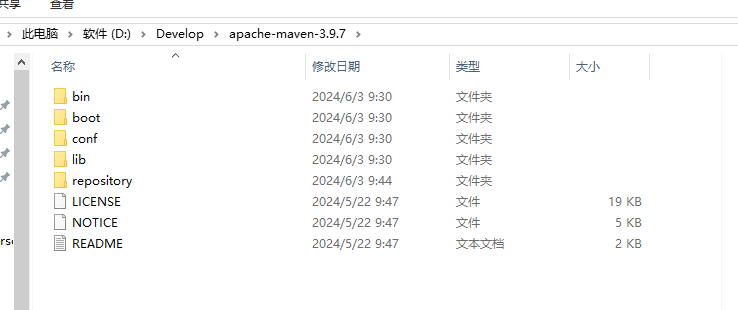 共享 查看
此电脑 > 软件 (D:) > Develop > apache-maven-3.9.7 >
名称 修改日期 类型 大小
bin 2024/6/3 9:30 文件夹
boot 2024/6/3 9:30 文件夹
conf 2024/6/3 9:30 文件夹
lib 2024/6/3 9:30 文件夹
repository 2024/6/3 9:44 文件夹
LICENSE 2024/5/22 9:47 文件 19 KB
NOTICE 2024/5/22 9:47 文件 5 KB
README 2024/5/22 9:47 文本文档 2 KB